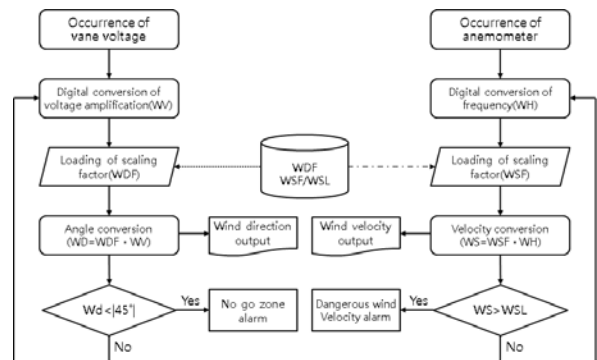 Occurrence of
vane voltage
Occurrence of
anemometer
Digital conversion of
voltage amplification(WV)
Digital conversion of
frequency(WH)
Loading of scaling
factor(WDF)
WDF
WSF/WSL
Loading of scaling
factor(WSF)
Angle conversion
(WD=WDF・WV)
Wind direction
output
Wind velocity
output
Velocity conversion
(WS=WSF・WH)
Wd<|45°|
Yes
No go zone
alarm
Dangerous wind
Velocity alarm
Yes
WS>WSL
No
No